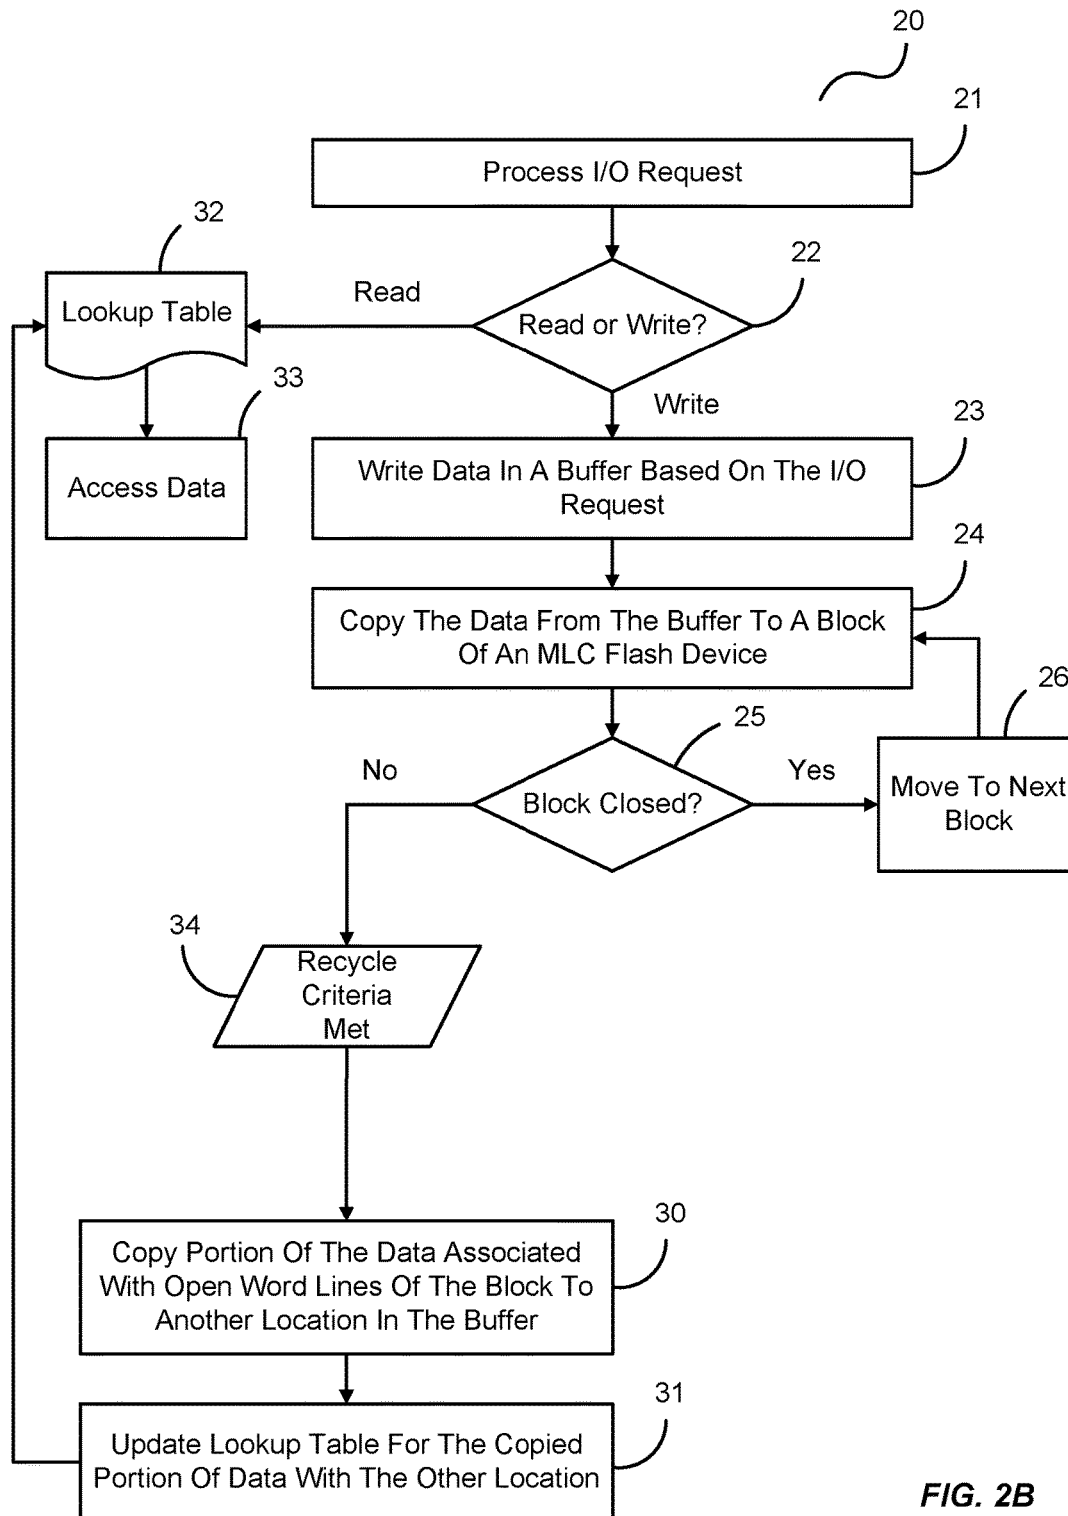 20
21
Process I/O Request
32
22
Read
Lookup Table
Read or Write?
33
Write
23
Write Data In A Buffer Based On The I/O
Request
Access Data
24
Copy The Data From The Buffer To A Block
Of An MLC Flash Device
26
25
No
Yes
Block Closed?
Move To Next
Block
34
Recycle
Criteria
Met
30
Copy Portion Of The Data Associated
With Open Word Lines Of The Block To
Another Location In The Buffer
31
Update Lookup Table For The Copied
Portion Of Data With The Other Location
FIG. 2B